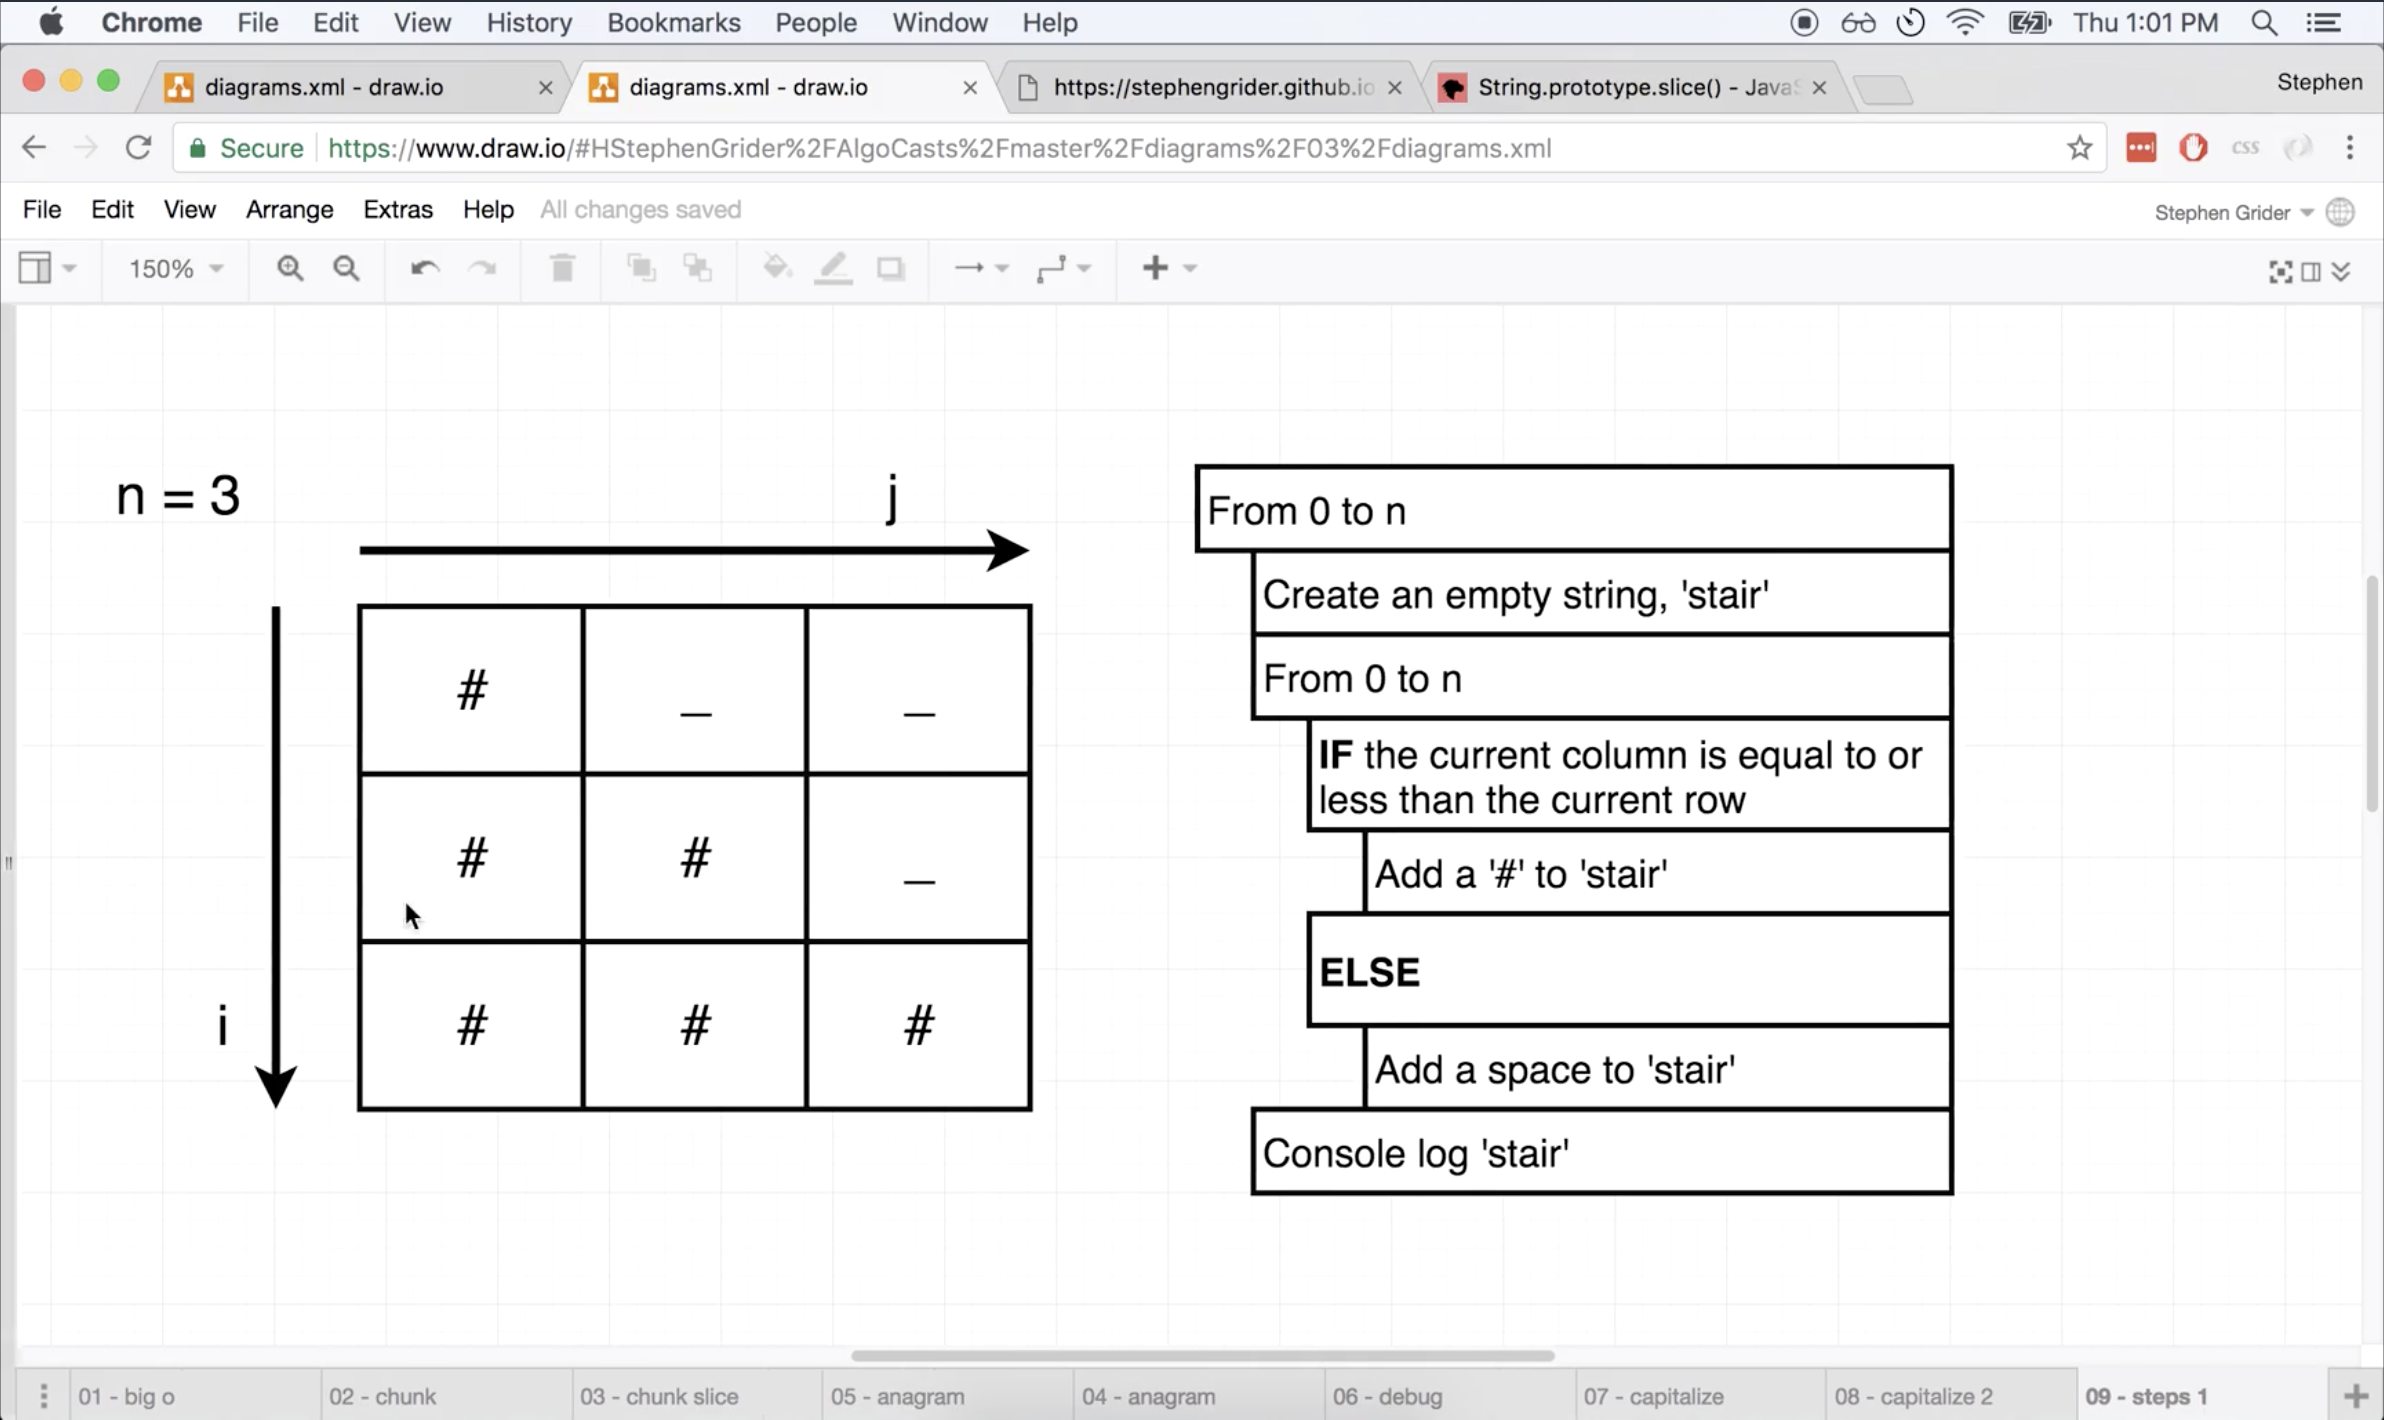 Chrome File Edit View History Bookmarks People Window Help Thu 1:01 PM
diagrams.xml - draw.io diagrams.xml - draw.io https://stephengrider.github.io String.prototype.slice() - Java Stephen
Secure https://www.draw.io/#HStephenGrider%2FAlgoCasts%2Fmaster%2Fdiagrams%2F03%2Fdiagrams.xml css
File Edit View Arrange Extras Help All changes saved Stephen Grider
150%
n = 3
j
i
# _ _
# # _
# # #
From 0 to n
Create an empty string, 'stair'
From 0 to n
IF the current column is equal to or
less than the current row
Add a '#' to 'stair'
ELSE
Add a space to 'stair'
Console log 'stair'
01 - big o 02 - chunk 03 - chunk slice 05 - anagram 04 - anagram 06 - debug 07 - capitalize 08 - capitalize 2 09 - steps 1